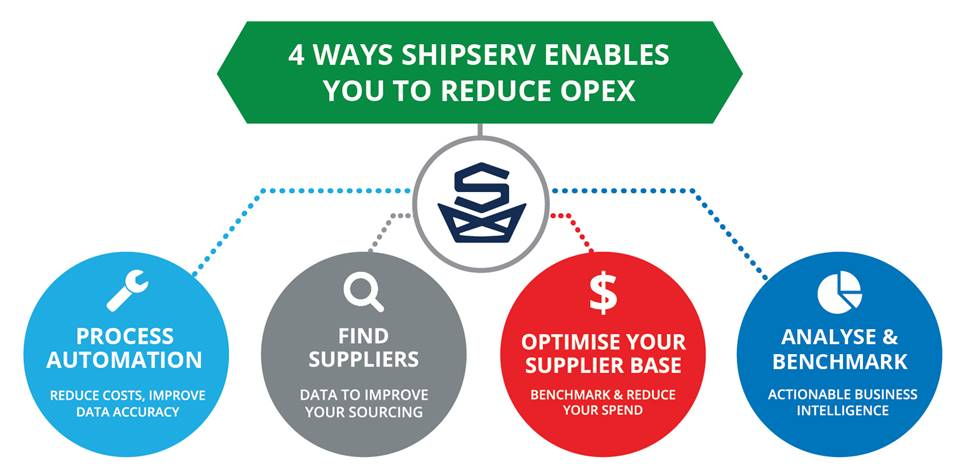 4 WAYS SHIPSERV ENABLES
YOU TO REDUCE OPEX
PROCESS
AUTOMATION
REDUCE COSTS, IMPROVE
DATA ACCURACY
FIND
SUPPLIERS
DATA TO IMPROVE
YOUR SOURCING
$
OPTIMISE YOUR
SUPPLIER BASE
BENCHMARK & REDUCE
YOUR SPEND
ANALYSE &
BENCHMARK
ACTIONABLE BUSINESS
INTELLIGENCE